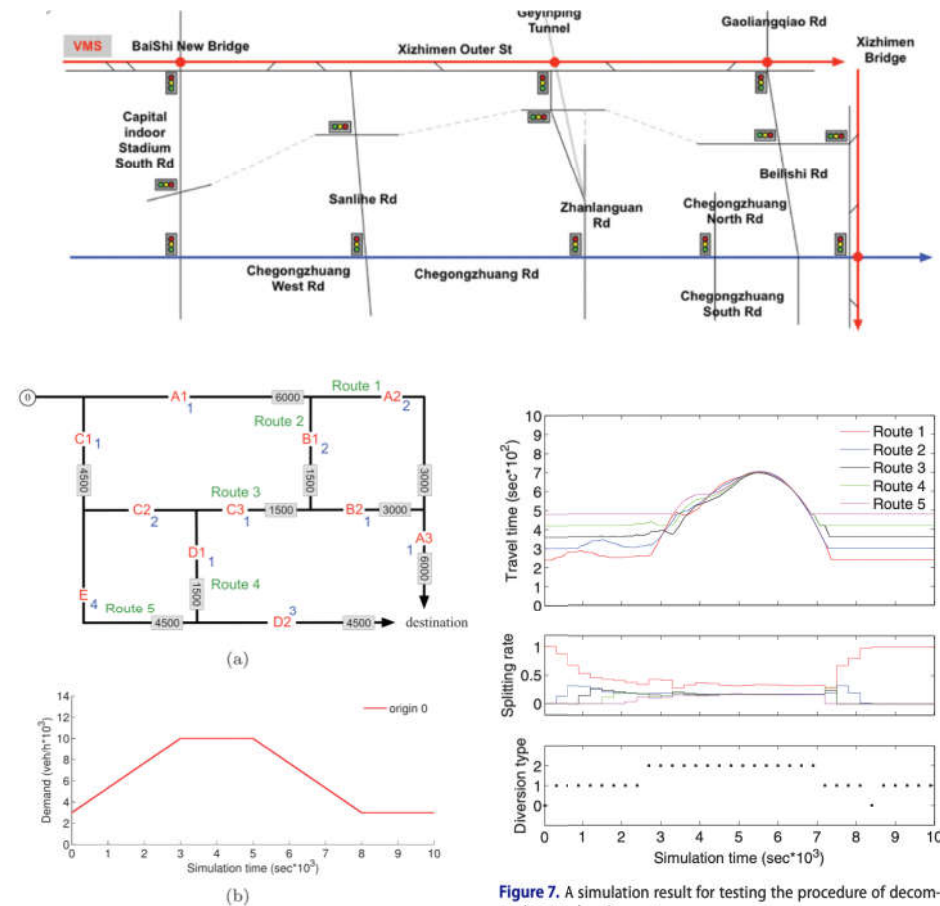 Geyinping
Tunnel
Gaoliangqiao Rd
VMS
BaiShi New Bridge
Xizhimen Outer St
Xizhimen
Bridge
Capital
indoor
Stadium
South Rd
Sanlihe Rd
Zhanlanguan
Rd
Beilishi Rd
Chegongzhuang
North Rd
Chegongzhuang
West Rd
Chegongzhuang Rd
Chegongzhuang
South Rd
0
A1
1
6000
Route 1
A2
2
Route 2
C1
1
B1
2
4500
1500
3000
C2
2
Route 3
C3
1
1500
B2
1
3000
D1
1
A3
1
6000
E
4
1500
Route 4
Route 5
4500
D2
3
4500
destination
(a)
Demand (veh/h*10³)
14
12
10
8
6
4
2
0
origin 0
0 1 2 3 4 5 6 7 8 9 10
Simulation time (sec*10³)
(b)
Travel time (sec*10²)
10
9
8
7
6
5
4
3
2
1
0
Route 1
Route 2
Route 3
Route 4
Route 5
Splitting rate
1
0.5
0
Diversion type
2
1
0
0 1 2 3 4 5 6 7 8 9 10
Simulation time (sec*10³)
Figure 7. A simulation result for testing the procedure of decom-